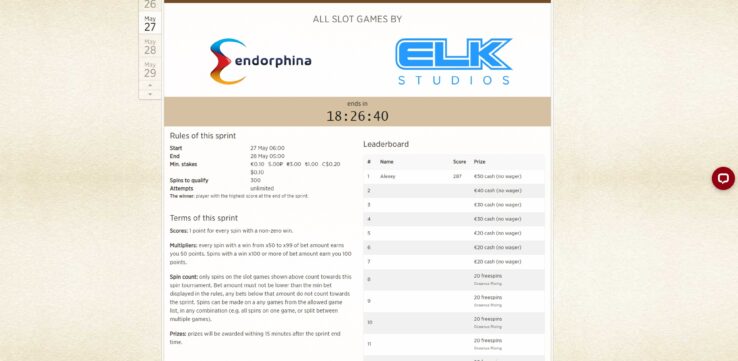 26
May
27
May
28
May
29
ALL SLOT GAMES BY
endorphina
ELK
STUDIOS
ends in
18:26:40
Rules of this sprint
Start 27 May 06:00
End 28 May 05:00
Min. stakes €0.10 5.00₽ ₴5.00 ₺1.00 C$0.20
$0.10
Spins to qualify 300
Attempts unlimited
The winner: player with the highest score at the end of the sprint.
Terms of this sprint
Scores: 1 point for every spin with a non-zero win.
Multipliers: every spin with a win from x50 to x99 of bet amount earns
you 50 points. Spins with a win x100 or more of bet amount earn you 100
points.
Spin count: only spins on the slot games shown above count towards this
spin tournament. Bet amount must not be lower than the min bet
displayed in the rules, any bets below that amount do not count towards
the sprint. Spins can be made on a any games from the allowed game
list, in any combination (e.g. all spins on one game, or split between
multiple games).
Prizes: prizes will be awarded withing 15 minutes after the sprint end
time.
Leaderboard
# Name Score Prize
1 Alexey 287 €50 cash (no wager)
2 €40 cash (no wager)
3 €30 cash (no wager)
4 €30 cash (no wager)
5 €20 cash (no wager)
6 €20 cash (no wager)
7 €20 cash (no wager)
8 20 freespins
Oceanus Rising
9 20 freespins
Oceanus Rising
10 20 freespins
Oceanus Rising
11 20 freespins
Oceanus Rising